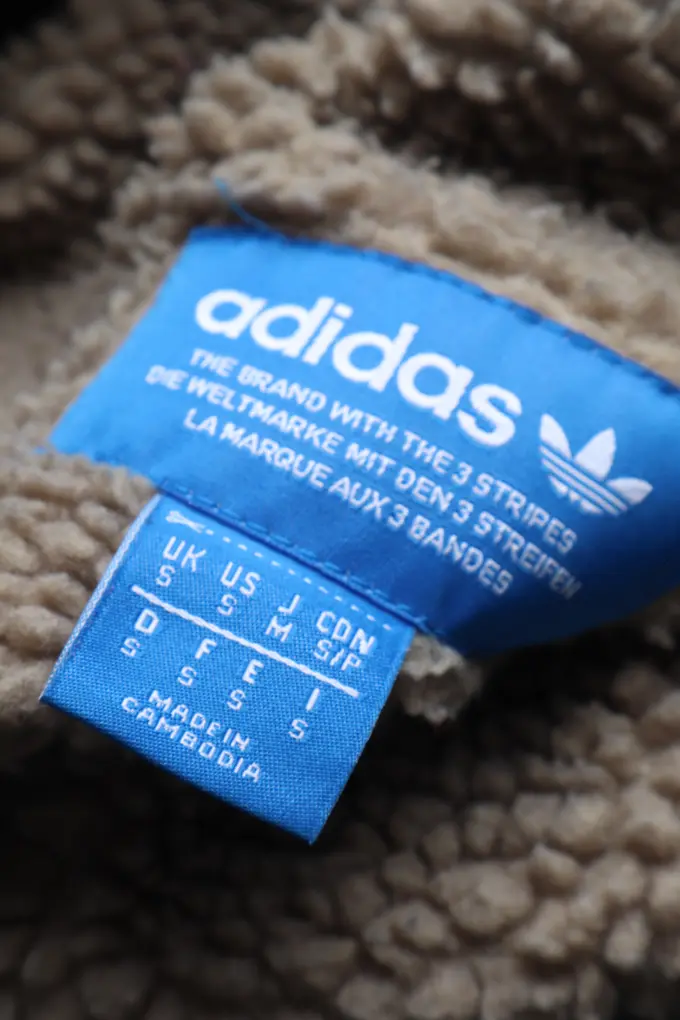 adidas
THE BRAND WITH THE 3 STRIPES
DIE WELTMARKE MIT DEN 3 STREIFEN
LA MARQUE AUX 3 BANDES
UK US J CDN
S S M S/P
D F E I
S S S S
MADE IN
CAMBODIA